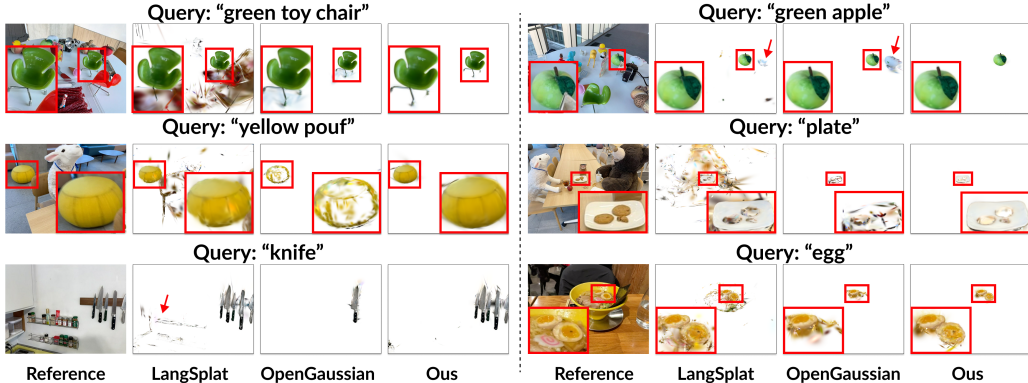 Query: “green toy chair”
Query: “green apple”
Query: “yellow pouf”
Query: “plate”
Query: “knife”
Query: “egg”
Reference LangSplat OpenGaussian Ous
Reference LangSplat OpenGaussian Ous